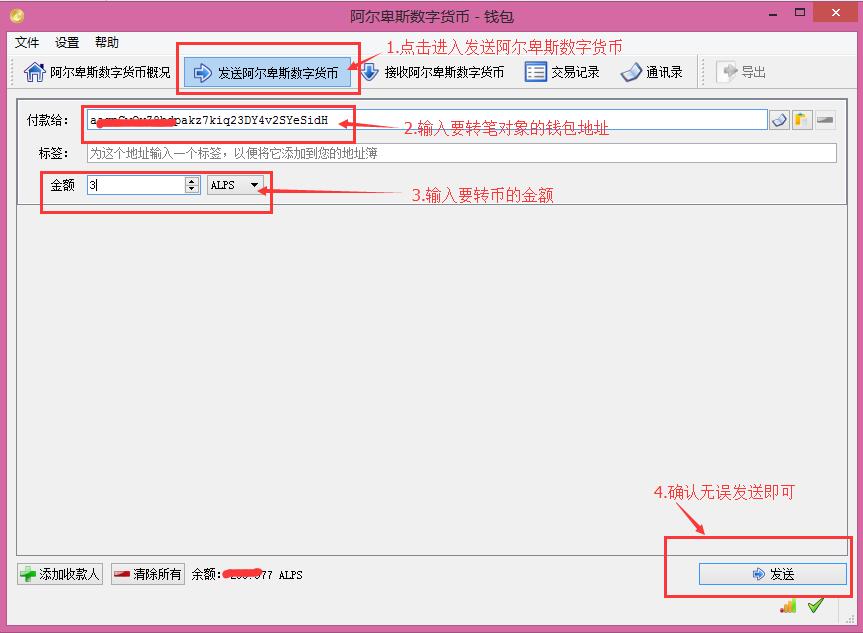 阿尔卑斯数字货币 - 钱包
文件 设置 帮助
1.点击进入发送阿尔卑斯数字货币
阿尔卑斯数字货币概况 发送阿尔卑斯数字货币 接收阿尔卑斯数字货币 交易记录 通讯录 导出
付款给: pakz7kiq23DY4v2SYeSidH
2.输入要转笔对象的钱包地址
标签: 为这个地址输入一个标签，以便将它添加到您的地址簿
金额 3 ALPS
3.输入要转币的金额
4.确认无误发送即可
添加收款人 清除所有 余额: 77 ALPS 发送